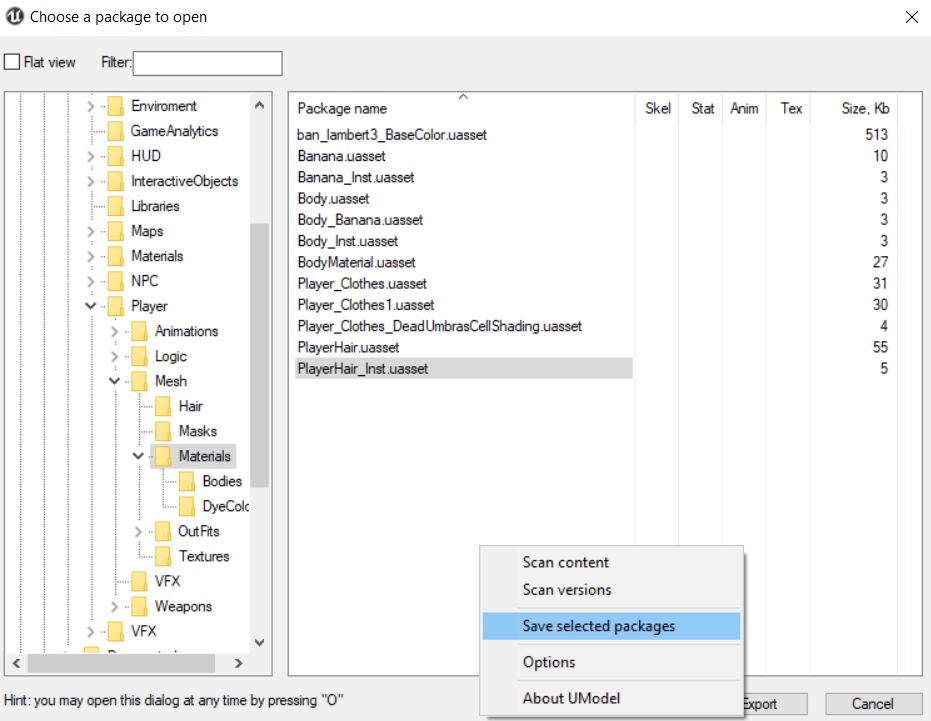 Choose a package to open
Flat view Filter:
Enviroment
GameAnalytics
HUD
InteractiveObjects
Libraries
Maps
Materials
NPC
Player
Animations
Logic
Mesh
Hair
Masks
Materials
Bodies
DyeColo
OutFits
Textures
VFX
Weapons
VFX
Package name Skel Stat Anim Tex Size, Kb
ban_lambert3_BaseColor.uasset 513
Banana.uasset 10
Banana_Inst.uasset 3
Body.uasset 3
Body_Banana.uasset 3
Body_Inst.uasset 3
BodyMaterial.uasset 27
Player_Clothes.uasset 31
Player_Clothes1.uasset 30
Player_Clothes_DeadUmbrasCellShading.uasset 4
PlayerHair.uasset 55
PlayerHair_Inst.uasset 5
Scan content
Scan versions
Save selected packages
Options
About UModel
Hint: you may open this dialog at any time by pressing "O"
Export Cancel